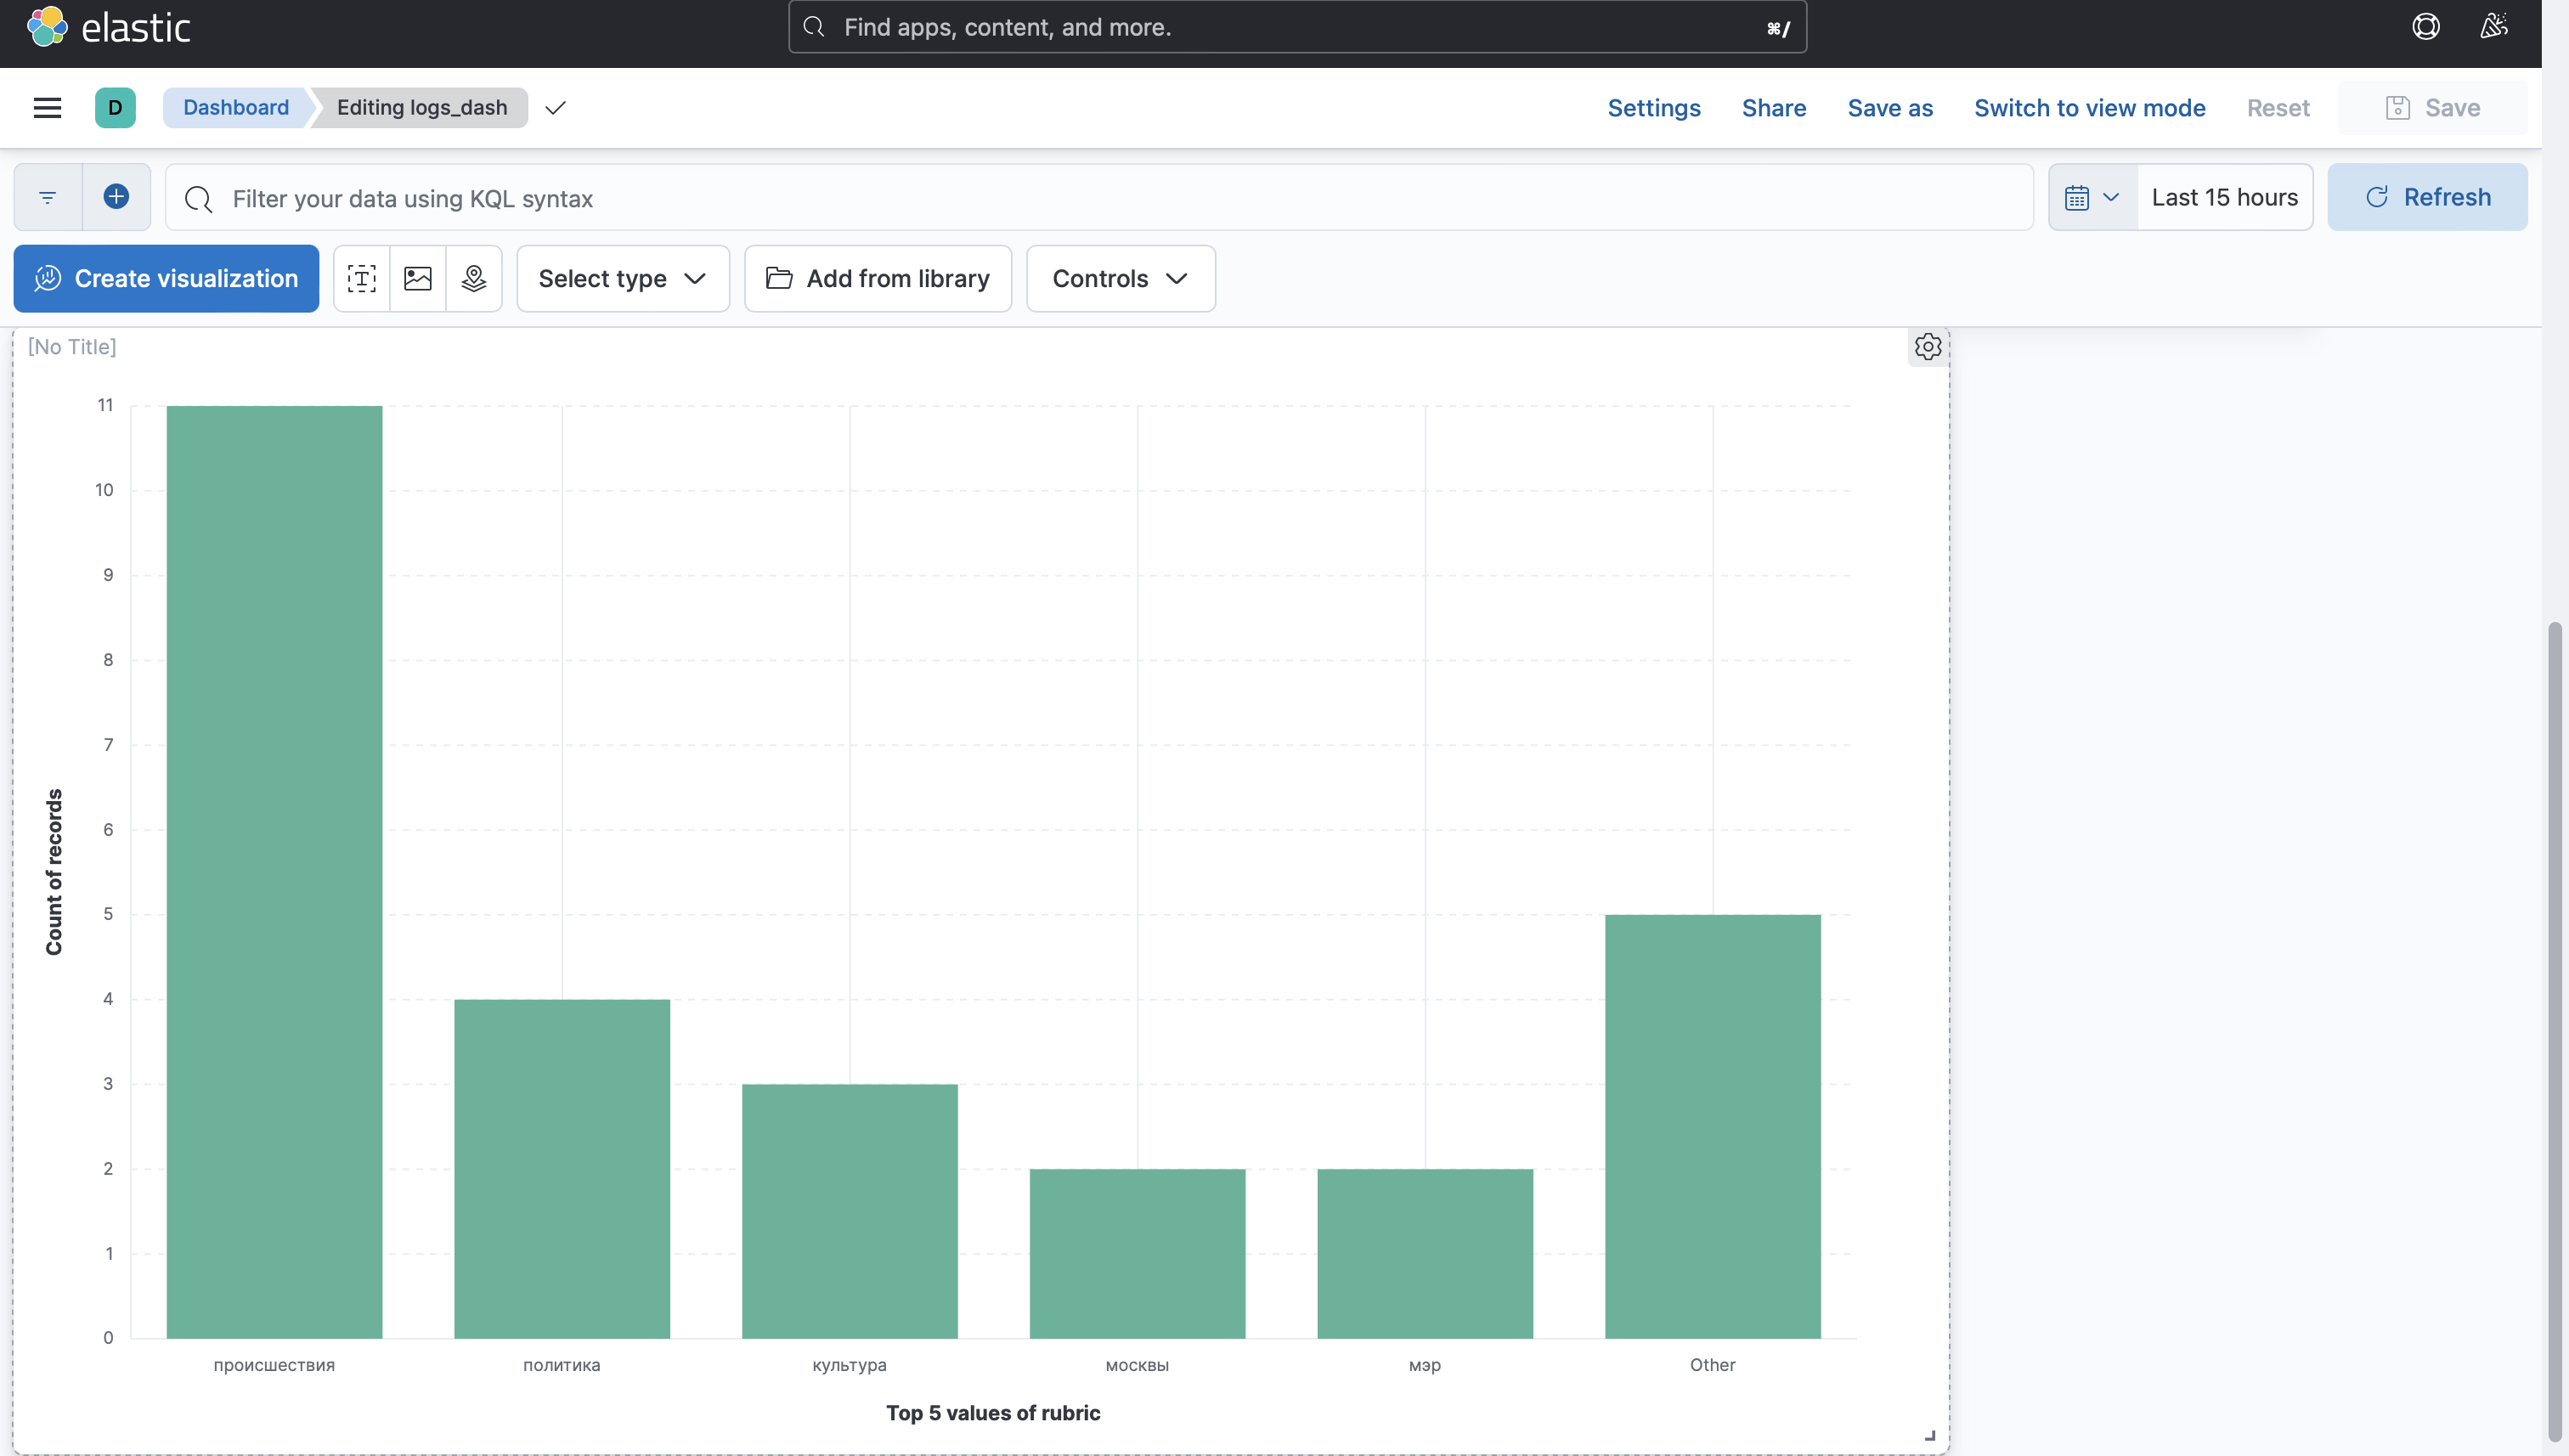 elastic
Find apps, content, and more.
⌘/
D
Dashboard
Editing logs_dash
Settings
Share
Save as
Switch to view mode
Reset
Save
Filter your data using KQL syntax
Last 15 hours
Refresh
Create visualization
Select type
Add from library
Controls
[No Title]
11
10
9
8
7
6
5
4
3
2
1
0
Count of records
происшествия
политика
культура
москвы
мэр
Other
Top 5 values of rubric